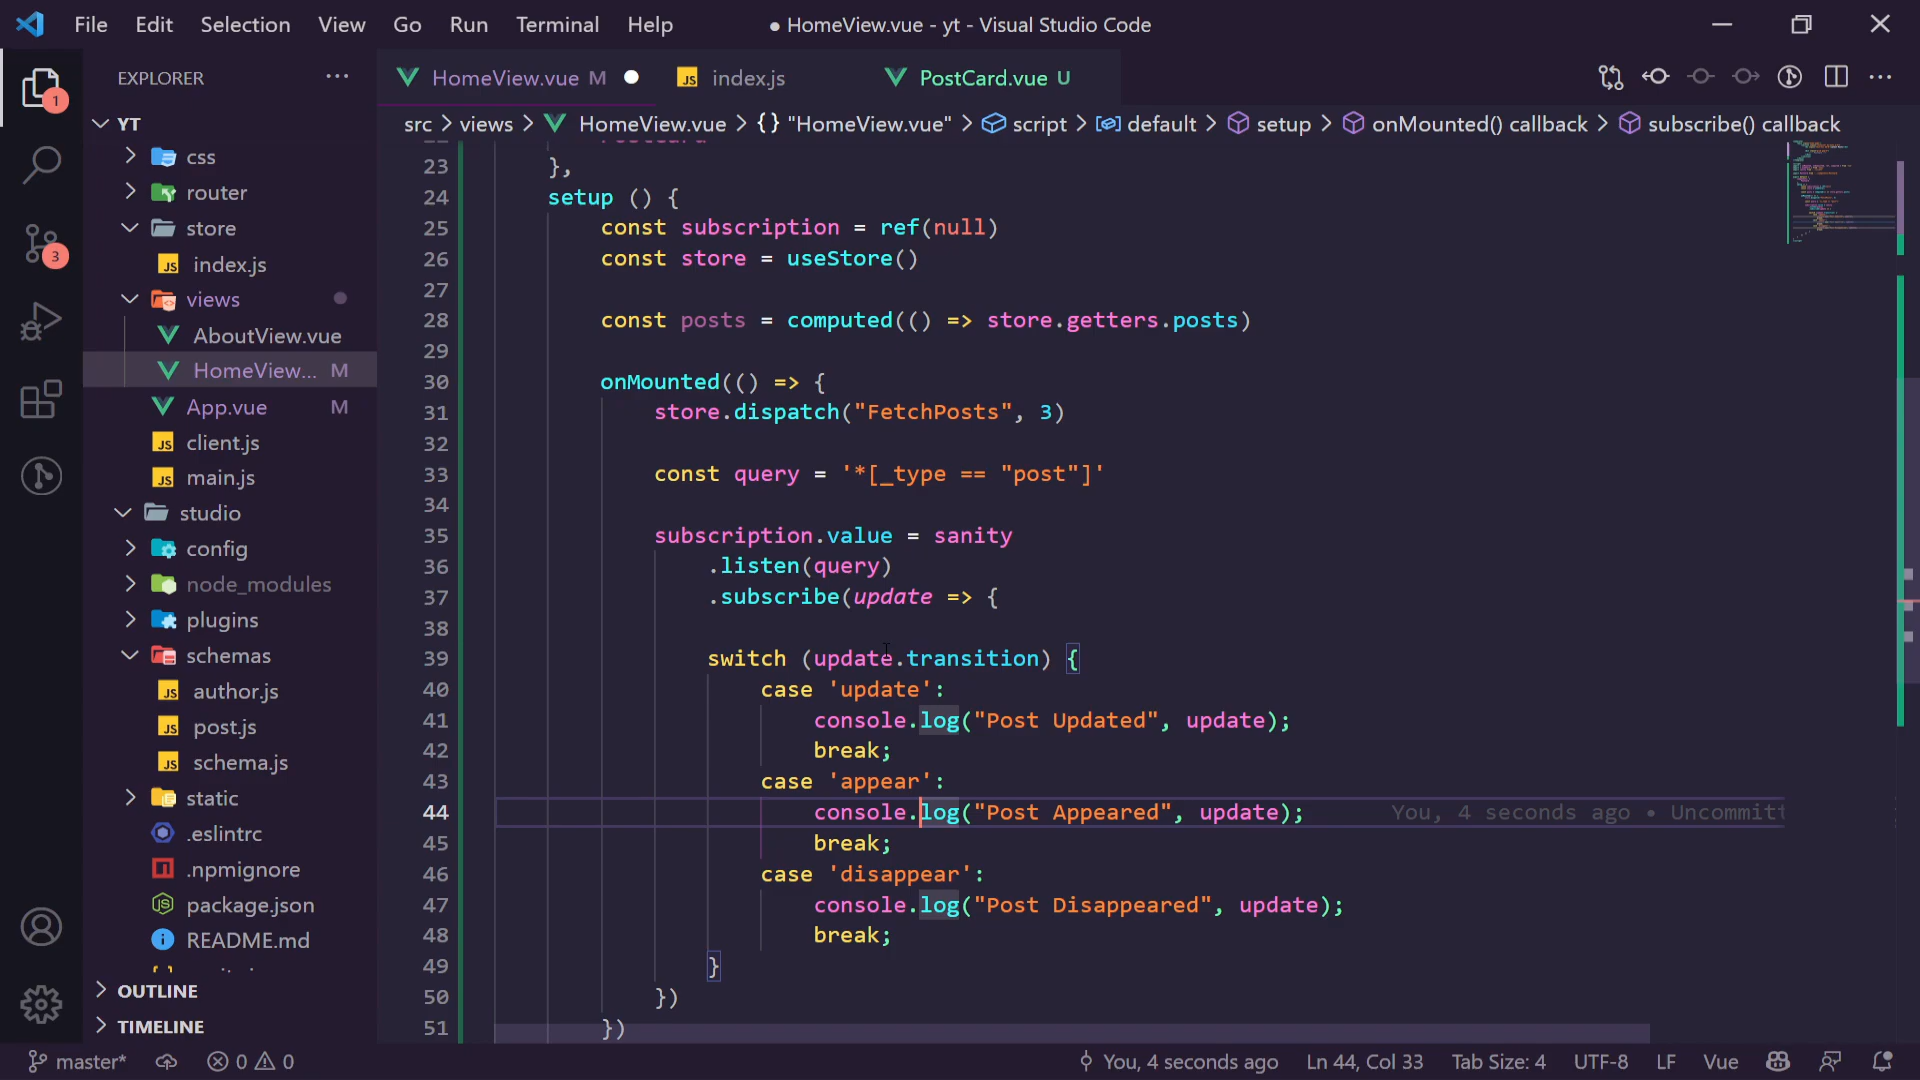 File Edit Selection View Go Run Terminal Help
● HomeView.vue - yt - Visual Studio Code
EXPLORER
HomeView.vue M
JS index.js
PostCard.vue U
src > views > HomeView.vue > {} "HomeView.vue" > script > default > setup > onMounted() callback > subscribe() callback
1
3
YT
css
router
store
JS index.js
views
AboutView.vue
HomeView... M
App.vue M
JS client.js
JS main.js
studio
config
node_modules
plugins
schemas
JS author.js
JS post.js
JS schema.js
static
.eslintrc
.npmignore
package.json
README.md
OUTLINE
TIMELINE
23 },
24 setup () {
25 const subscription = ref(null)
26 const store = useStore()
27
28 const posts = computed(() => store.getters.posts)
29
30 onMounted(() => {
31 store.dispatch("FetchPosts", 3)
32
33 const query = '*[_type == "post"]'
34
35 subscription.value = sanity
36 .listen(query)
37 .subscribe(update => {
38
39 switch (update.transition) {
40 case 'update':
41 console.log("Post Updated", update);
42 break;
43 case 'appear':
44 console.log("Post Appeared", update); You, 4 seconds ago • Uncommitt
45 break;
46 case 'disappear':
47 console.log("Post Disappeared", update);
48 break;
49 }
50 })
51 })
master* 0 0
You, 4 seconds ago Ln 44, Col 33 Tab Size: 4 UTF-8 LF Vue